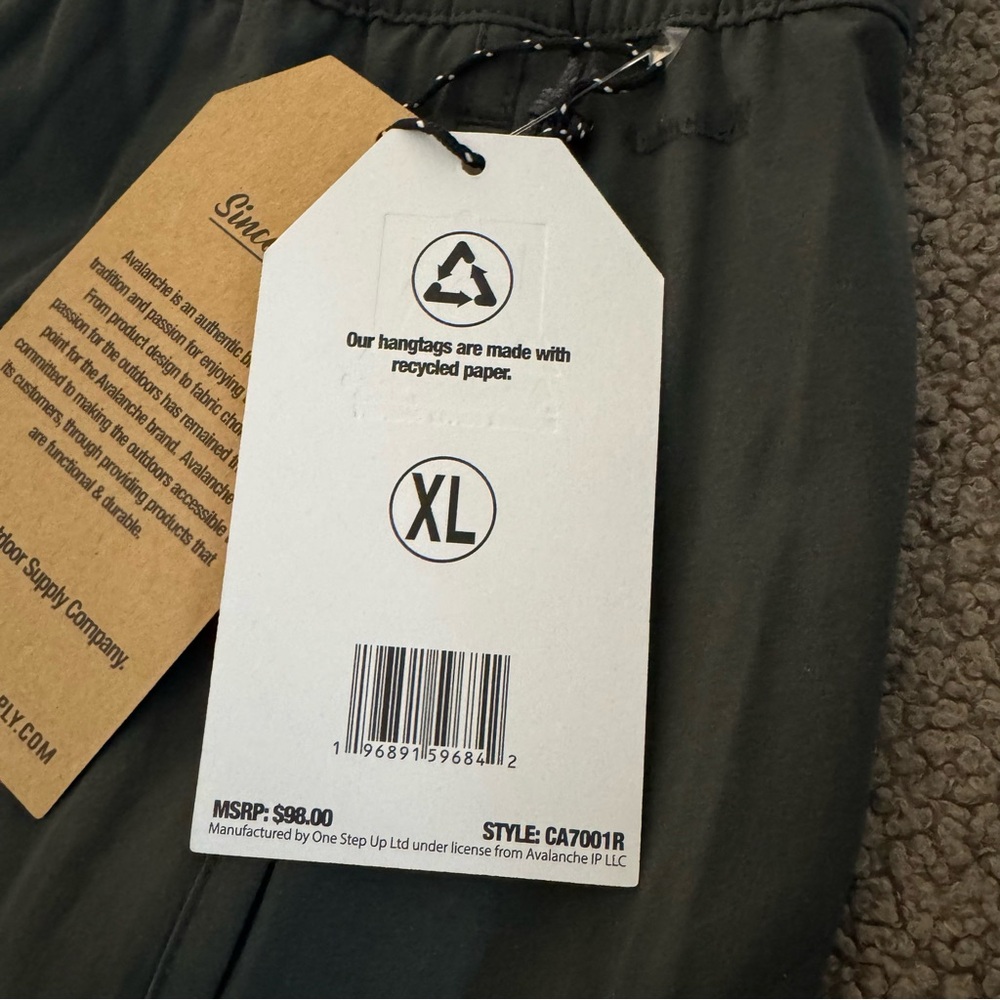 Since
Avalanche is an authentic
tradition and passion for enjoying
From product design to fabric
passion for the outdoors has remained
point for the Avalanche brand. Avalanche
committed to making the outdoors accessible
its customers, through providing products that
are functional & durable.
Supply Company.
.COM
Our hangtags are made with
recycled paper.
XL
1 96891 59684 2
MSRP: $98.00
STYLE: CA7001R
Manufactured by One Step Up Ltd under license from Avalanche IP LLC